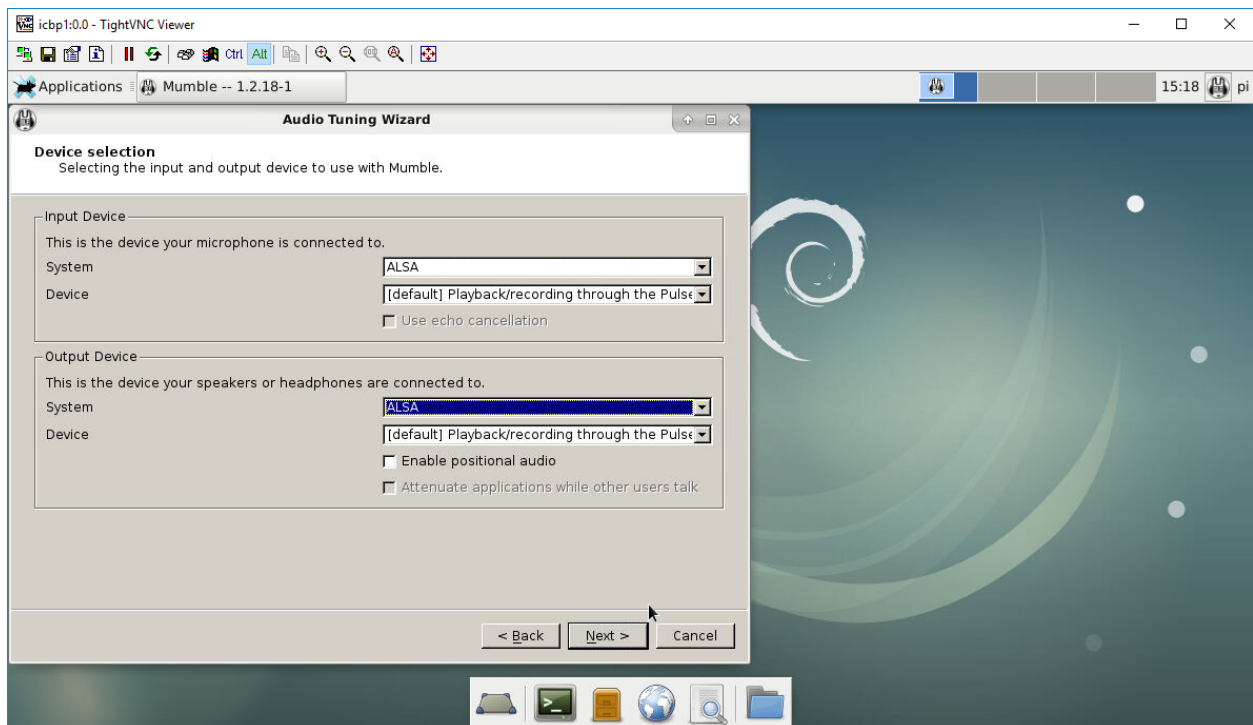 icbp1:0.0 - TightVNC Viewer
Ctrl Alt
Applications Mumble -- 1.2.18-1 15:18 pi
Audio Tuning Wizard
Device selection
Selecting the input and output device to use with Mumble.
Input Device
This is the device your microphone is connected to.
System ALSA
Device [default] Playback/recording through the Pulse
Use echo cancellation
Output Device
This is the device your speakers or headphones are connected to.
System ALSA
Device [default] Playback/recording through the Pulse
Enable positional audio
Attenuate applications while other users talk
< Back Next > Cancel